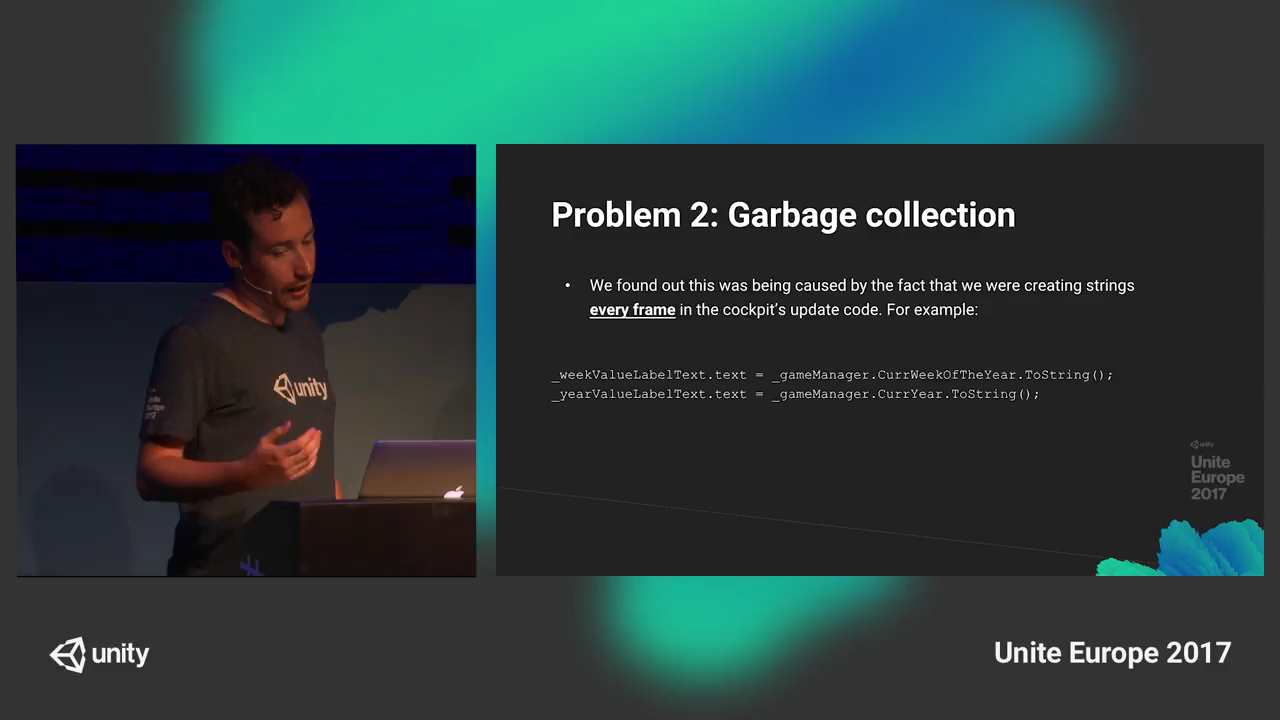 Problem 2: Garbage collection
• We found out this was being caused by the fact that we were creating strings
every frame in the cockpit’s update code. For example:
_weekValueLabelText.text = _gameManager.CurrWeekOfTheYear.ToString();
_yearValueLabelText.text = _gameManager.CurrYear.ToString();
unity
unity
Unite
Europe
2017
unity
Unite Europe 2017